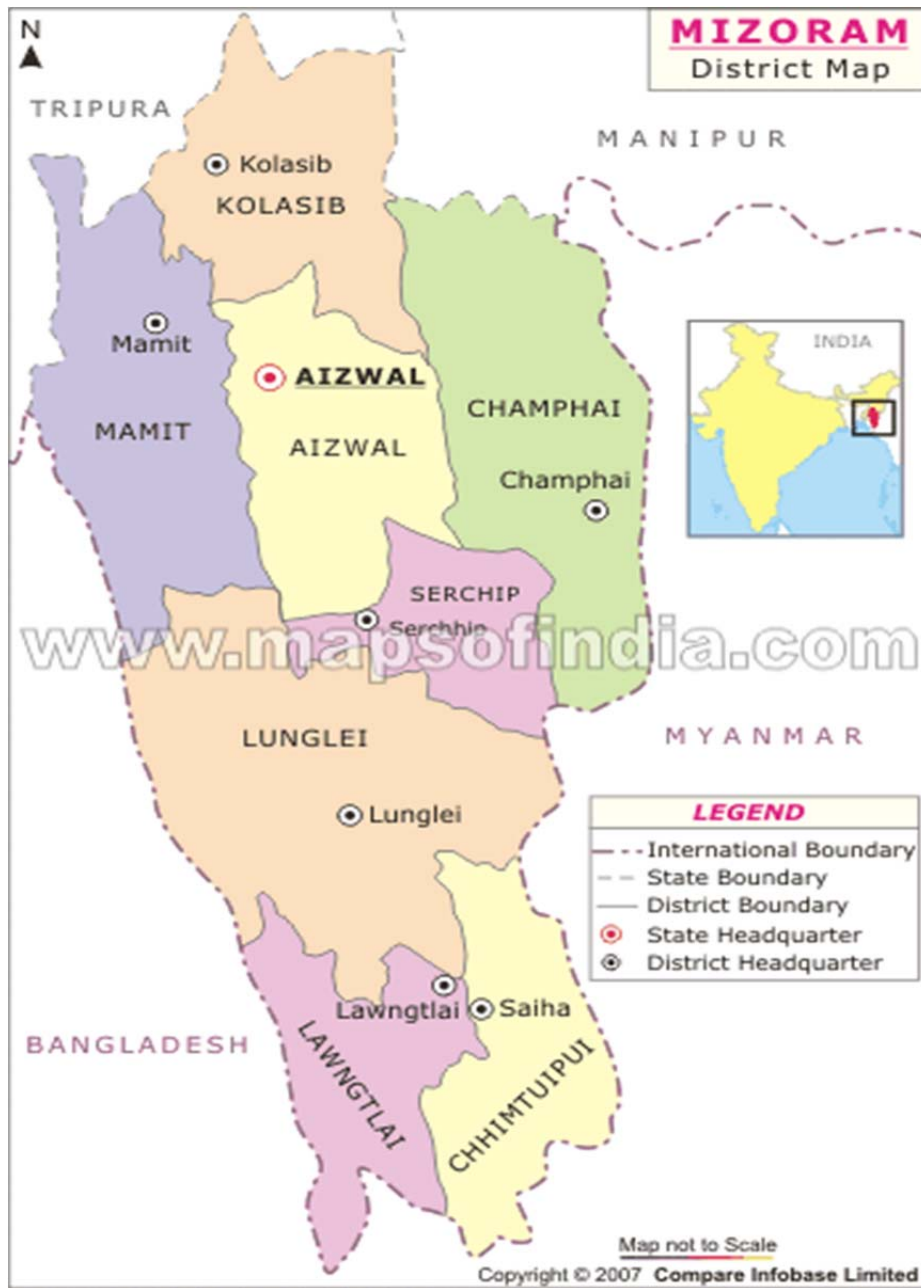 N
MIZORAM
District Map
TRIPURA
MANIPUR
Kolasib
KOLASIB
Mamit
MAMIT
AIZWAL
AIZWAL
CHAMPHAI
Champhai
INDIA
SERCHIP
Serchhip
www.mapsofindia.com
LUNGLEI
Lunglei
MYANMAR
LEGEND
International Boundary
State Boundary
District Boundary
State Headquarter
District Headquarter
Lawngtlai
Saiha
BANGLADESH
LAWNGTLAI
CHHIMTUIPUI
Map not to Scale
Copyright © 2007 Compare Infobase Limited